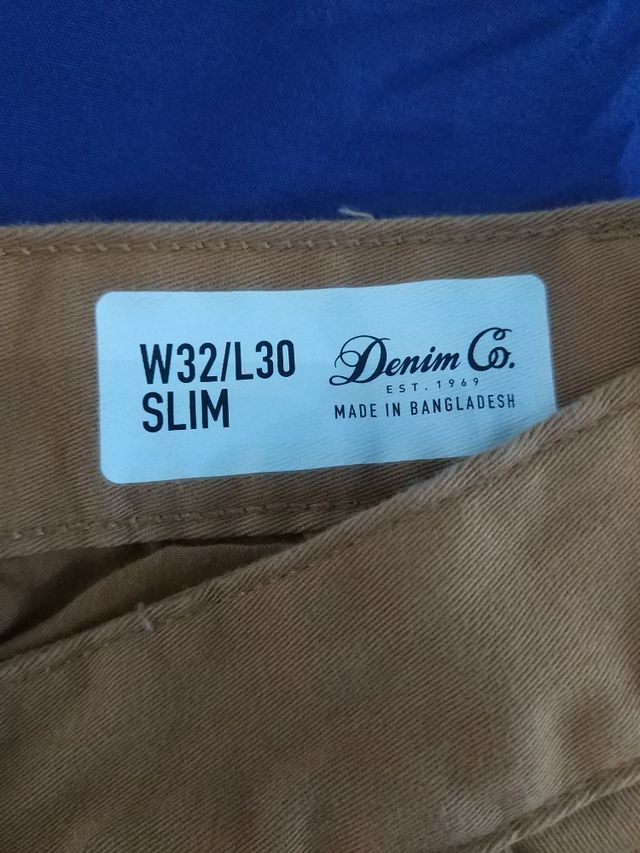 W32/L30
SLIM
Denim Co.
EST. 1969
MADE IN BANGLADESH